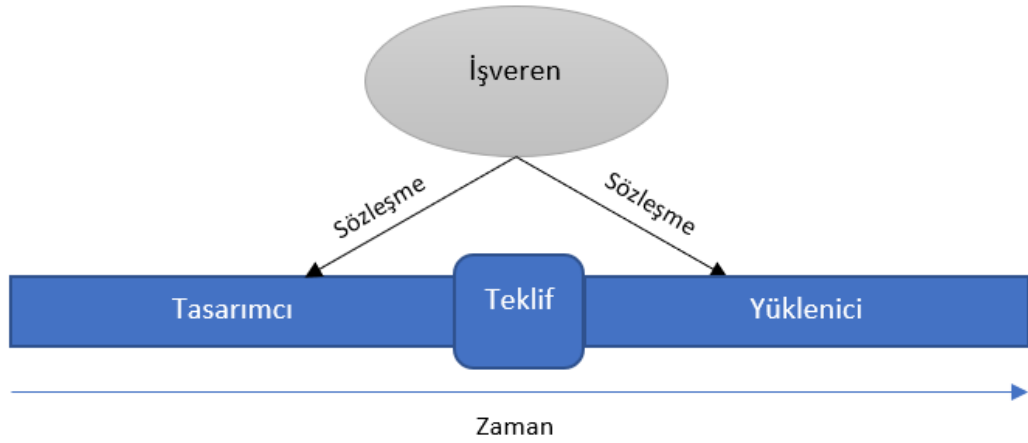 İşveren
Sözleşme
Sözleşme
Tasarımcı
Teklif
Yüklenici
Zaman